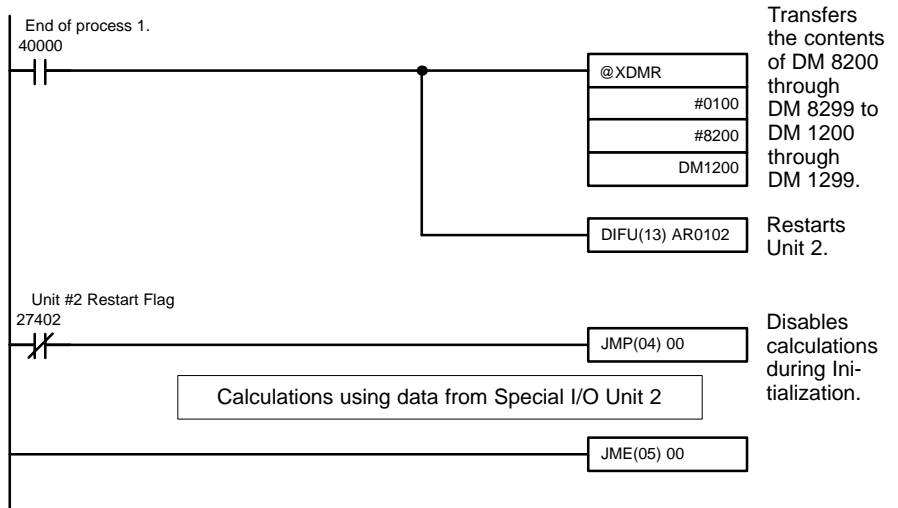 End of process 1.
40000
@XDMR
#0100
#8200
DM1200
Transfers
the contents
of DM 8200
through
DM 8299 to
DM 1200
through
DM 1299.
DIFU(13) AR0102
Restarts
Unit 2.
Unit #2 Restart Flag
27402
JMP(04) 00
Disables
calculations
during Ini-
tialization.
Calculations using data from Special I/O Unit 2
JME(05) 00